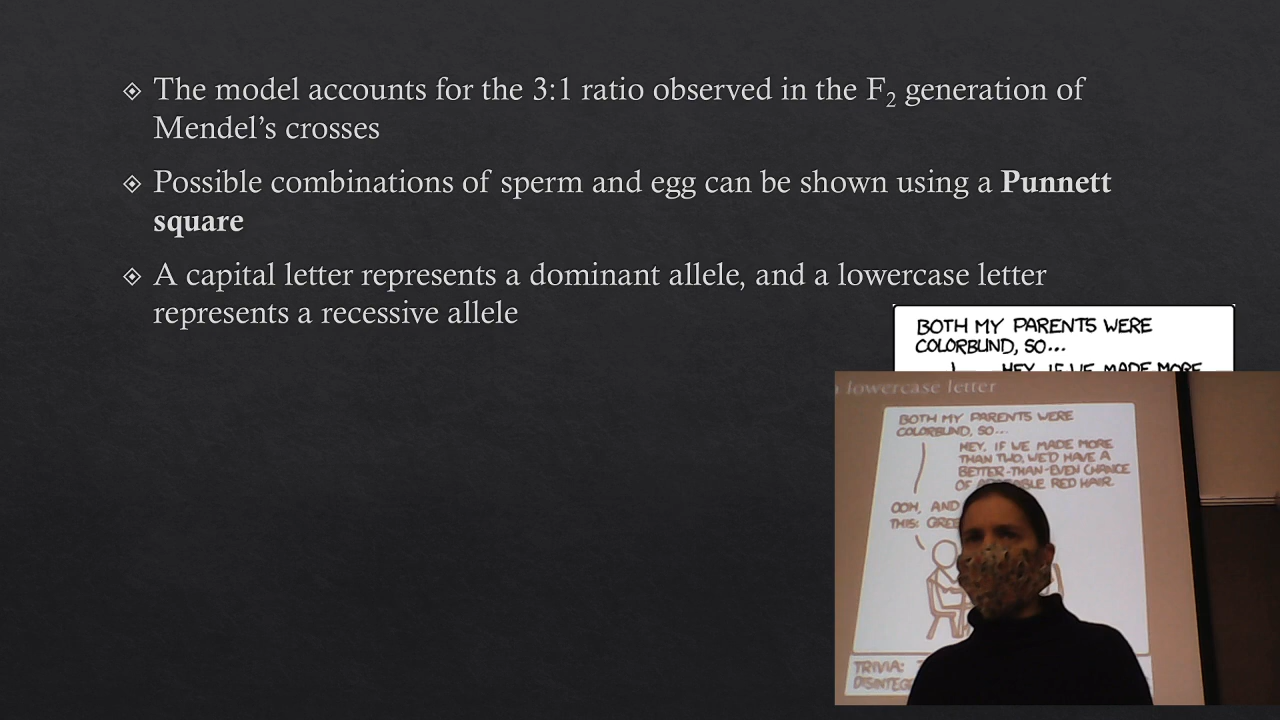 The model accounts for the 3:1 ratio observed in the F₂ generation of
Mendel's crosses
Possible combinations of sperm and egg can be shown using a Punnett
square
A capital letter represents a dominant allele, and a lowercase letter
represents a recessive allele
BOTH MY PARENTS WERE
COLORBLIND, SO...
HEY, IF WE MADE MORE
lowercase letter
BOTH MY PARENTS WERE
COLORBLIND, SO...
HEY, IF WE MADE MORE
THAN TWO, WE'D HAVE A
BETTER-THAN-EVEN CHANCE
OF RED HAIR.
OOH, AND
THIS:
TRIVIA: